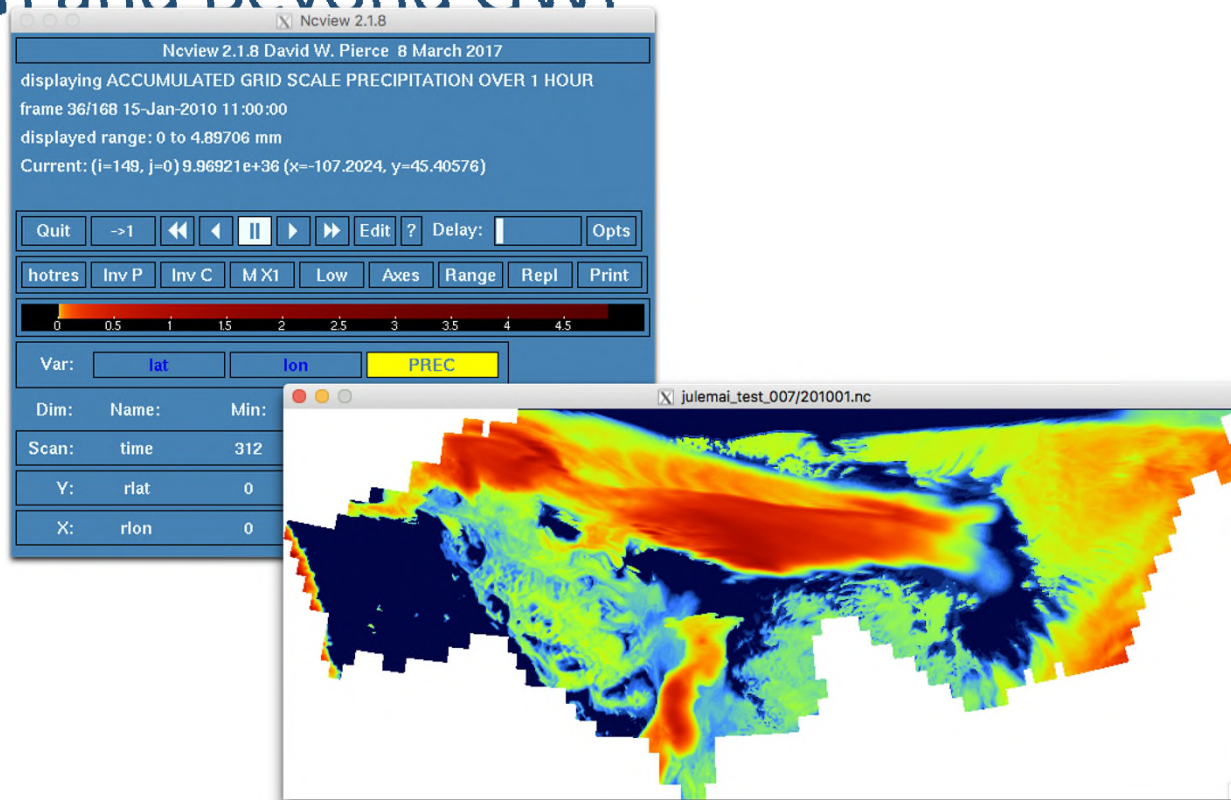 and Beyond GWF
Ncview 2.1.8
Ncview 2.1.8 David W. Pierce 8 March 2017
displaying ACCUMULATED GRID SCALE PRECIPITATION OVER 1 HOUR
frame 36/168 15-Jan-2010 11:00:00
displayed range: 0 to 4.89706 mm
Current: (i=149, j=0) 9.96921e+36 (x=-107.2024, y=45.40576)
Quit ->1 Edit ? Delay: Opts
hotres Inv P Inv C M X1 Low Axes Range Repl Print
0 0.5 1 1.5 2 2.5 3 3.5 4 4.5
Var: lat lon PREC
Dim: Name: Min:
Scan: time 312
Y: rlat 0
X: rlon 0
julemai_test_007/201001.nc